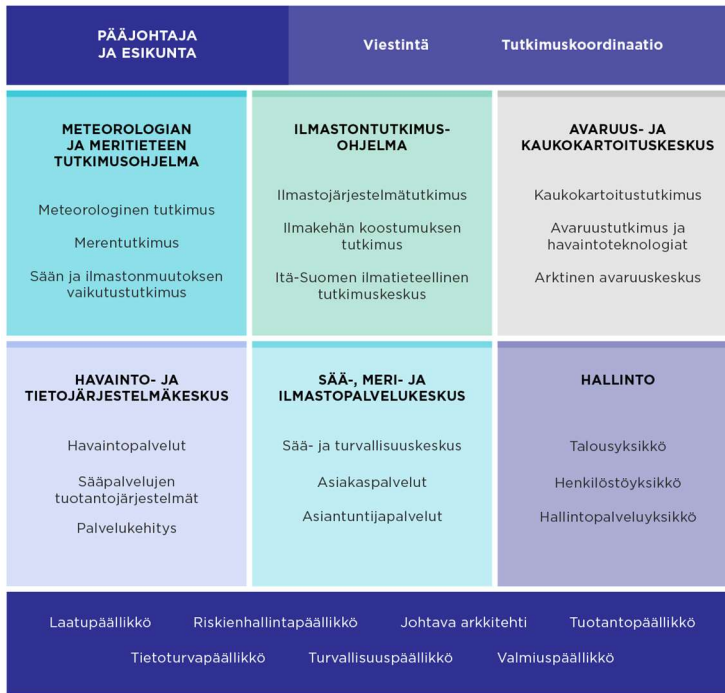 PÄÄJOHTAJA
JA ESIKUNTA
Viestintä
Tutkimuskoordinaatio
METEOROLOGIAN
JA MERITIETEEN
TUTKIMUSOHJELMA
Meteorologinen tutkimus
Merentutkimus
Sään ja ilmastonmuutoksen
vaikutustutkimus
ILMASTONTUTKIMUS-
OHJELMA
Ilmastojärjestelmätutkimus
Ilmakehän koostumuksen
tutkimus
Itä-Suomen ilmatieteellinen
tutkimuskeskus
AVARUUS- JA
KAUKOKARTOITUSKESKUS
Kaukokartoitustutkimus
Avaruustutkimus ja
havaintoteknologiat
Arktinen avaruuskeskus
HAVAINTO- JA
TIETOJÄRJESTELMÄKESKUS
Havaintopalvelut
Sääpalvelujen
tuotantojärjestelmät
Palvelukehitys
SÄÄ-, MERI- JA
ILMASTOPALVELUKESKUS
Sää- ja turvallisuuskeskus
Asiakaspalvelut
Asiantuntijapalvelut
HALLINTO
Talousyksikkö
Henkilöstöyksikkö
Hallintopalveluyksikkö
Laatupäällikkö
Riskienhallintapäällikkö
Johtava arkkitehti
Tuotantopäällikkö
Tietoturvapäällikkö
Turvallisuuspäällikkö
Valmiuspäällikkö